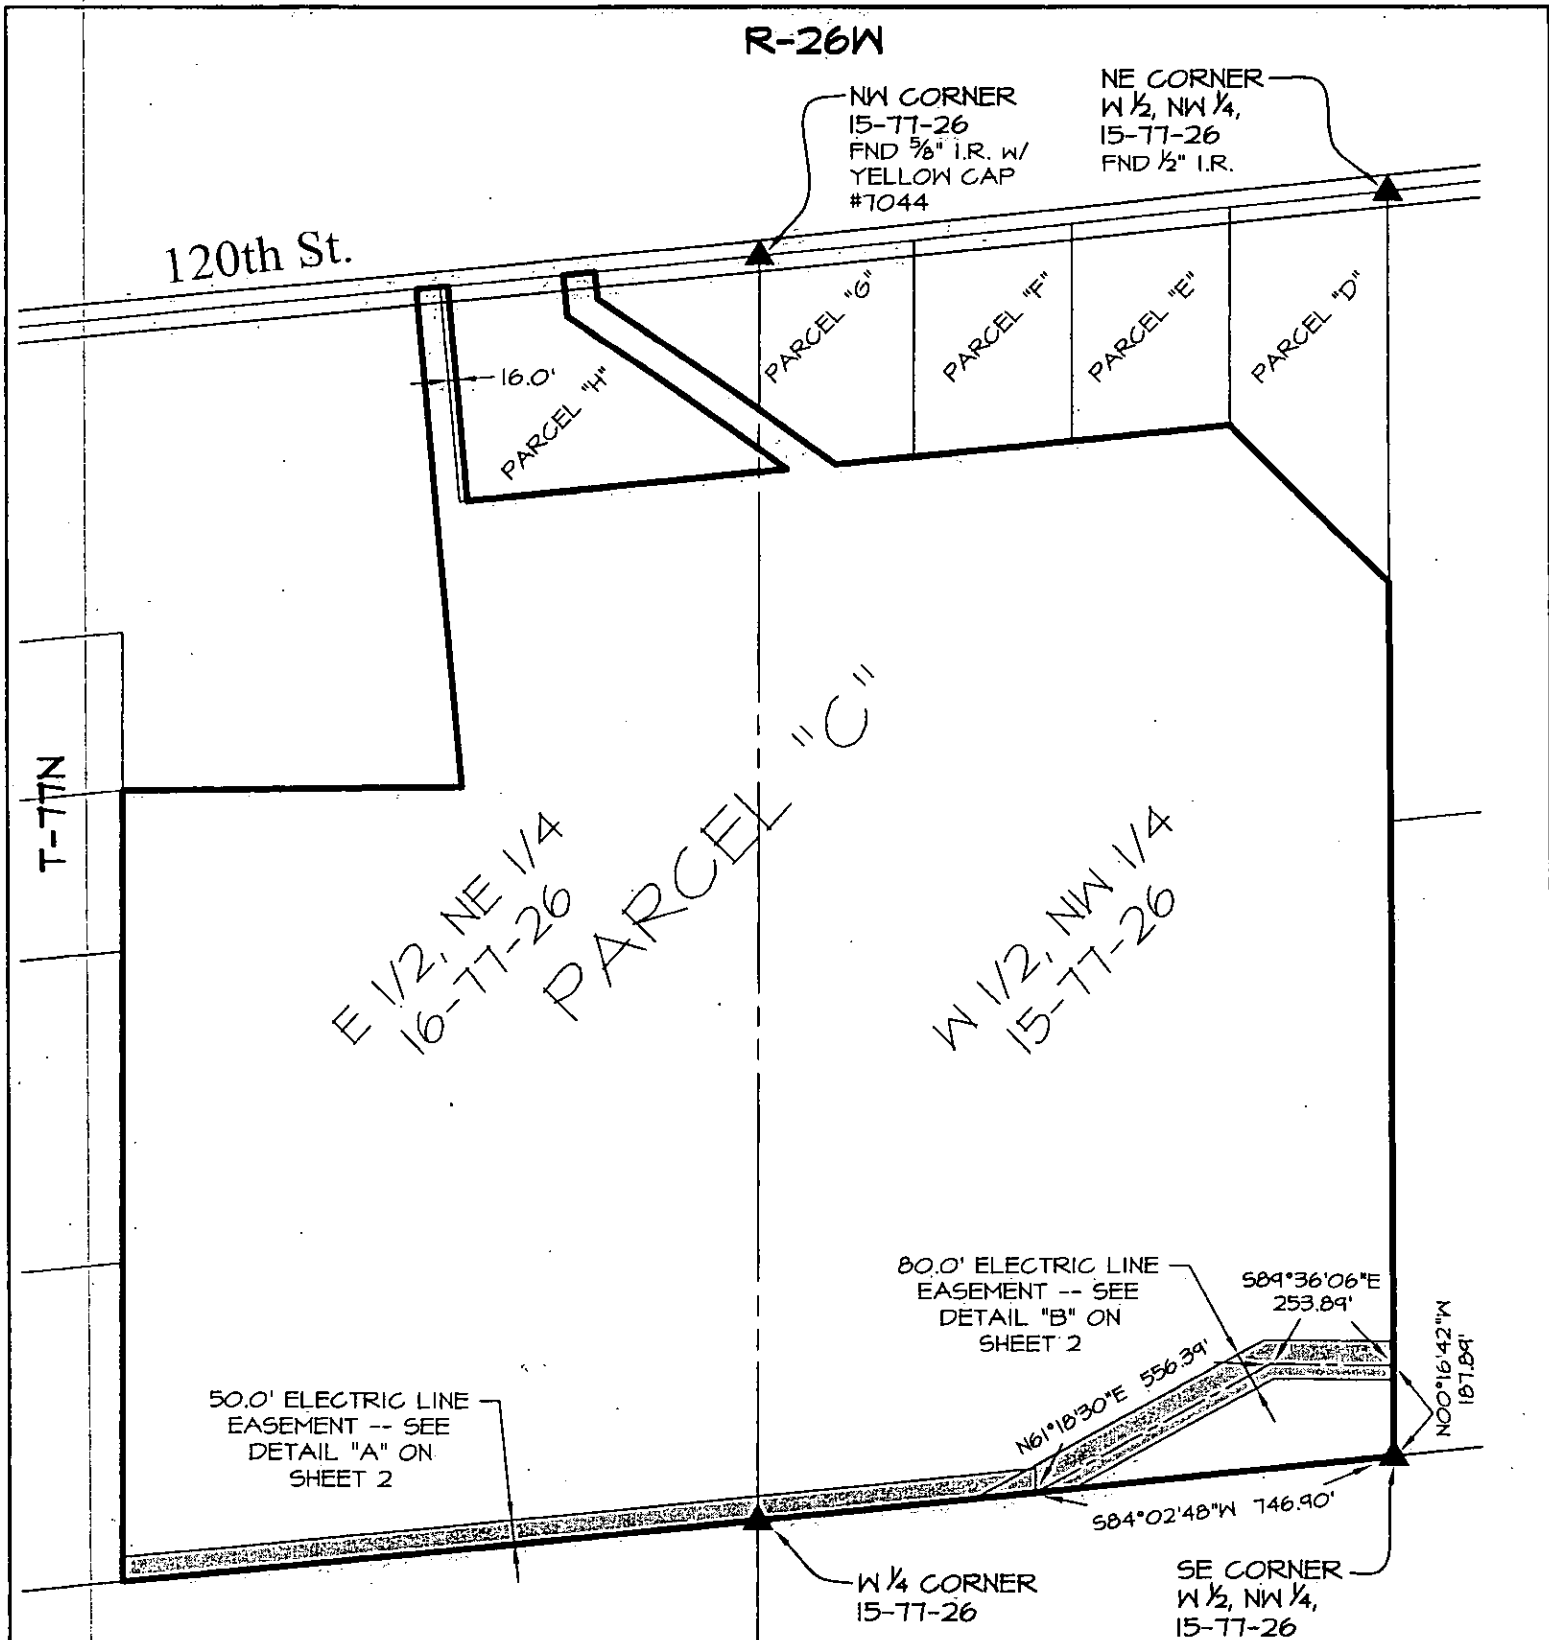 R-26W
NW CORNER
15-77-26
FND 5/8" I.R. W/
YELLOW CAP
#7044
NE CORNER
W 1/2, NW 1/4,
15-77-26
FND 1/2" I.R.
120th St.
16.0'
PARCEL "H"
PARCEL "G"
PARCEL "F"
PARCEL "E"
PARCEL "D"
T-77N
PARCEL "C"
E 1/2, NE 1/4
16-77-26
W 1/2, NW 1/4
15-77-26
80.0' ELECTRIC LINE
EASEMENT -- SEE
DETAIL "B" ON
SHEET 2
S89°36'06"E
253.89'
N00°16'42"W
187.89'
N61°18'30"E 556.39'
50.0' ELECTRIC LINE
EASEMENT -- SEE
DETAIL "A" ON
SHEET 2
S84°02'48"W 746.90'
W 1/4 CORNER
15-77-26
SE CORNER
W 1/2, NW 1/4,
15-77-26